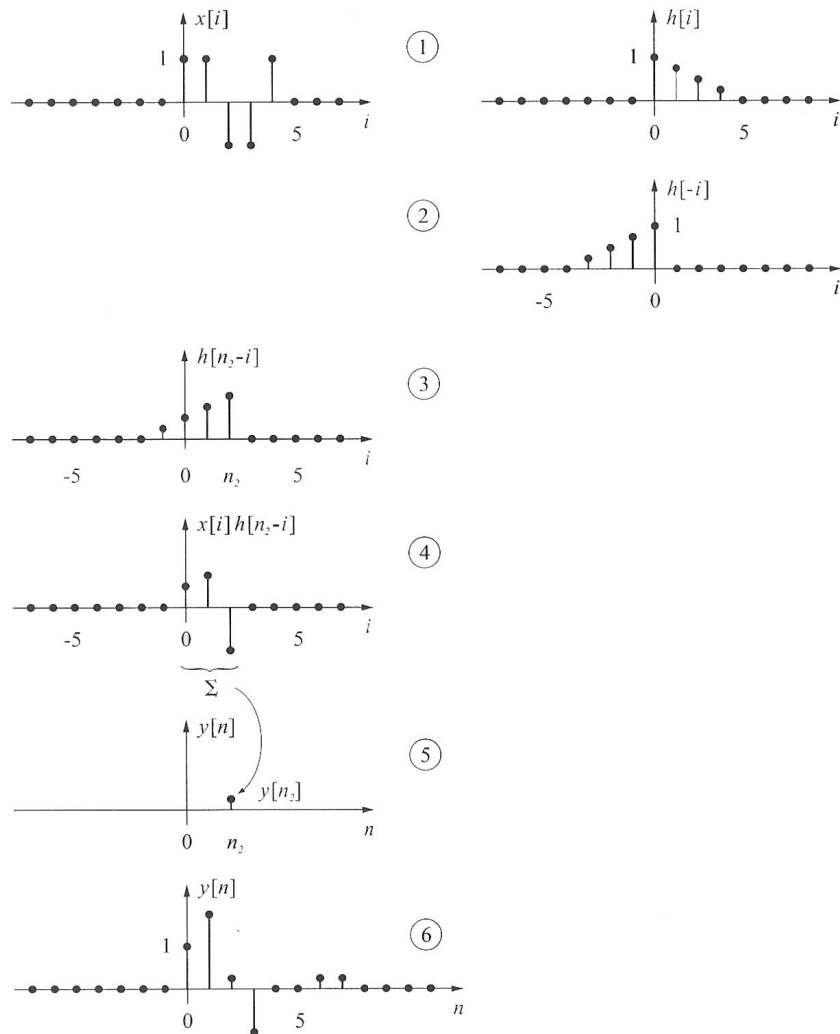 x[i]
1
0
5
i
①
h[i]
1
0
5
i
②
h[-i]
1
-5
0
i
h[n₂-i]
③
-5
0
n₂
5
i
x[i]h[n₂-i]
④
-5
0
5
i
Σ
y[n]
⑤
y[n₂]
0
n₂
n
y[n]
⑥
1
0
5
n